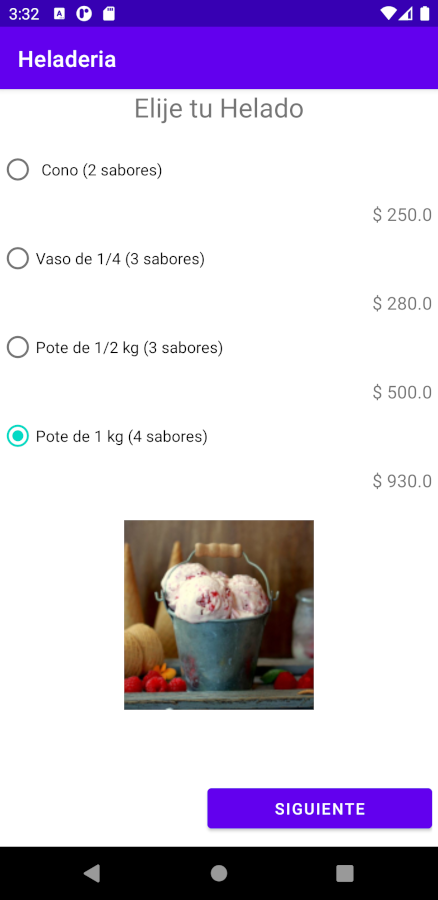 3:32
Heladeria
Elije tu Helado
Cono (2 sabores)
$ 250.0
Vaso de 1/4 (3 sabores)
$ 280.0
Pote de 1/2 kg (3 sabores)
$ 500.0
Pote de 1 kg (4 sabores)
$ 930.0
SIGUIENTE